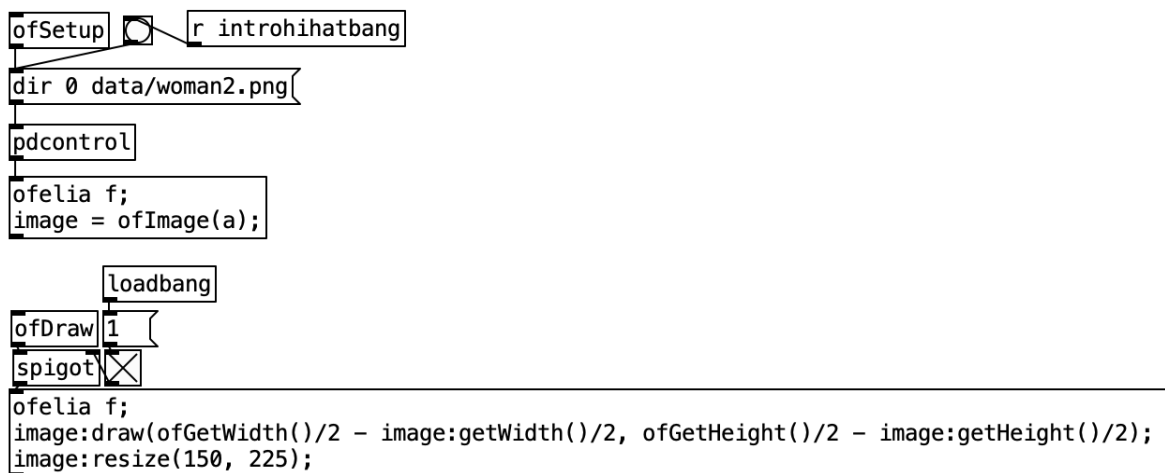 ofSetup
r introhihatbang
dir 0 data/woman2.png
pdcontrol
ofelia f;
image = ofImage(a);
loadbang
ofDraw
1
spigot
ofelia f;
image:draw(ofGetWidth()/2 – image:getWidth()/2, ofGetHeight()/2 – image:getHeight()/2);
image:resize(150, 225);